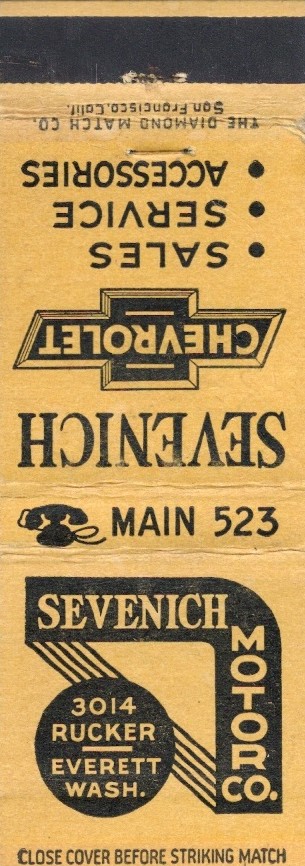 THE DIAMOND MATCH CO.
San Francisco, Calif.
• SALES
• SERVICE
• ACCESSORIES
CHEVROLET
SEVENICH
MAIN 523
SEVENICH
MOTOR CO.
3014
RUCKER
EVERETT
WASH.
CLOSE COVER BEFORE STRIKING MATCH